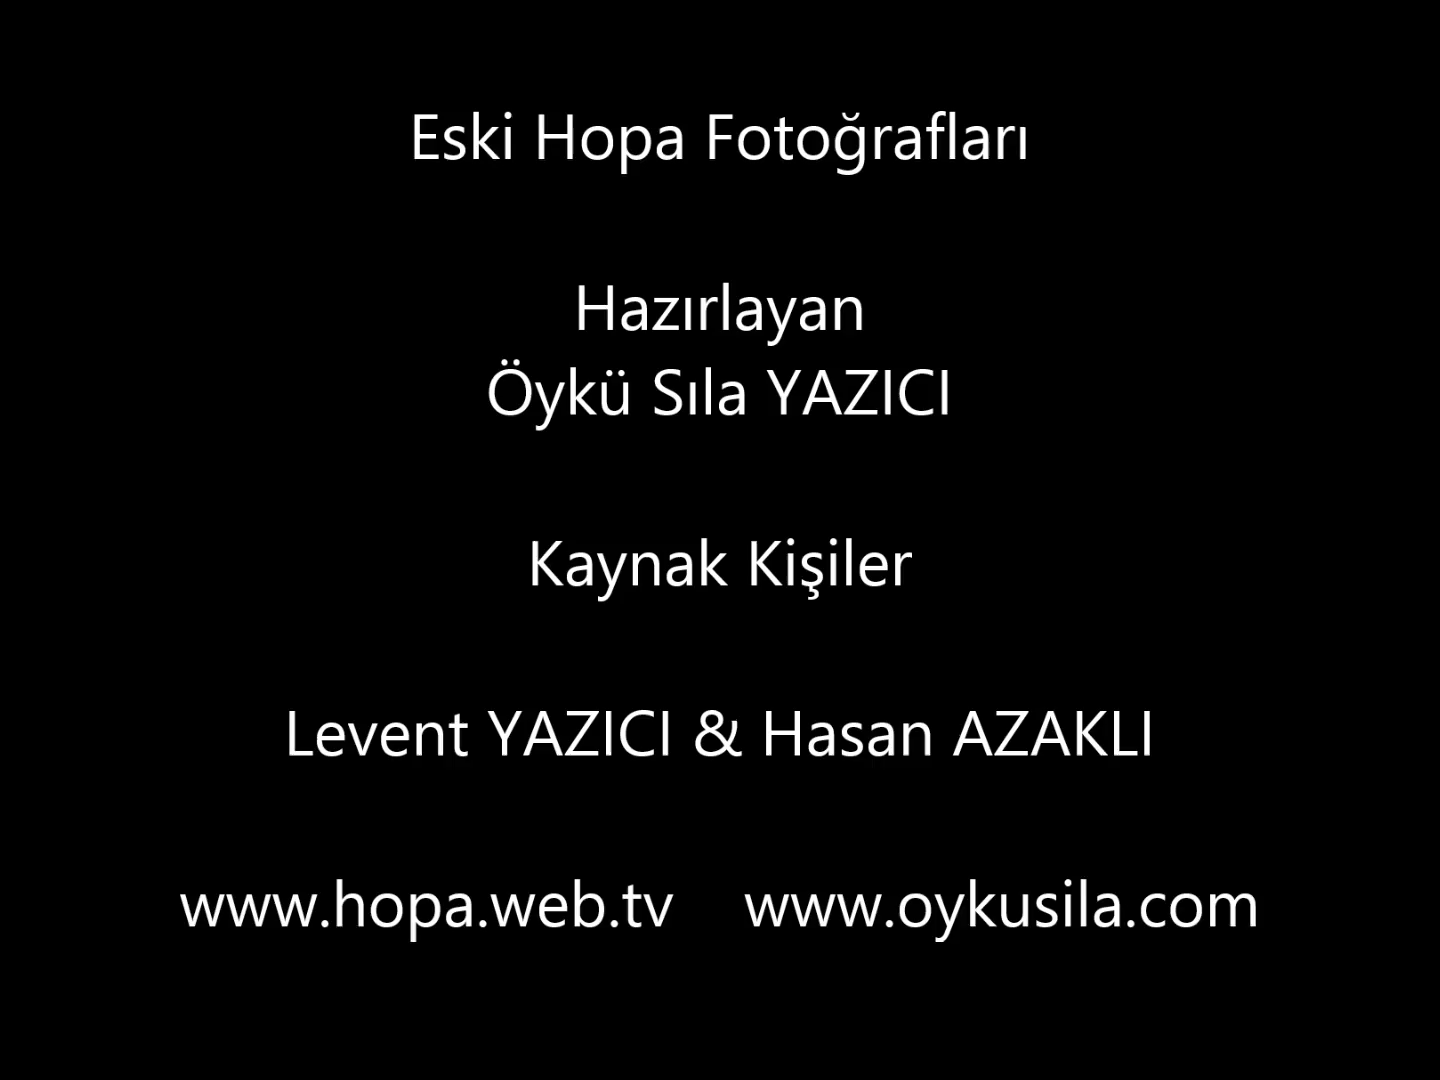 Eski Hopa Fotoğrafları
Hazırlayan
Öykü Sıla YAZICI
Kaynak Kişiler
Levent YAZICI & Hasan AZAKLI
www.hopa.web.tv www.oykusila.com